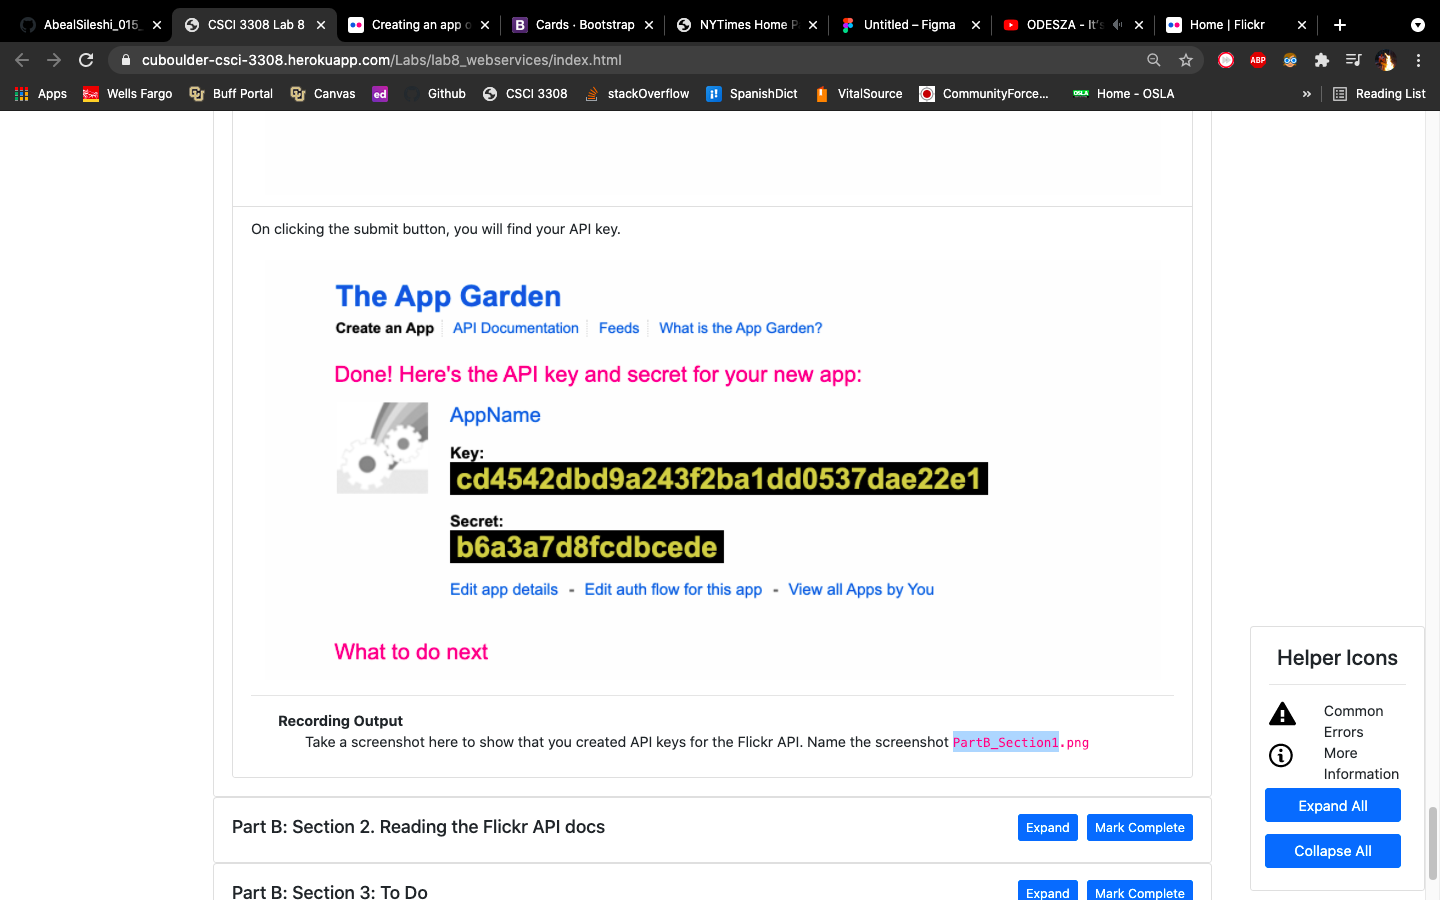 AbealSileshi_015_
CSCI 3308 Lab 8
Creating an app o
Cards · Bootstrap
NYTimes Home P
Untitled – Figma
ODESZA - It's
Home | Flickr
cuboulder-csci-3308.herokuapp.com/Labs/lab8_webservices/index.html
ABP
Apps
Wells Fargo
Buff Portal
Canvas
ed
Github
CSCI 3308
stackOverflow
SpanishDict
VitalSource
CommunityForce...
Home - OSLA
»
Reading List
On clicking the submit button, you will find your API key.
The App Garden
Create an App
API Documentation
Feeds
What is the App Garden?
Done! Here's the API key and secret for your new app:
AppName
Key:
cd4542dbd9a243f2ba1dd0537dae22e1
Secret:
b6a3a7d8fcdbcede
Edit app details - Edit auth flow for this app - View all Apps by You
What to do next
Recording Output
Take a screenshot here to show that you created API keys for the Flickr API. Name the screenshot PartB_Section1.png
Part B: Section 2. Reading the Flickr API docs
Expand
Mark Complete
Part B: Section 3: To Do
Expand
Mark Complete
Helper Icons
Common
Errors
More
Information
Expand All
Collapse All